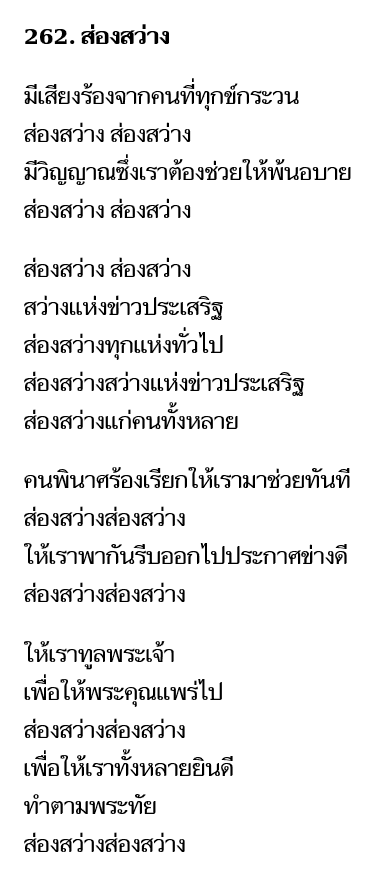 262. ส่องสว่าง
มีเสียงร้องจากคนที่ทุกข์กระวน
ส่องสว่าง ส่องสว่าง
มีวิญญาณซึ่งเราต้องช่วยให้พ้นอบาย
ส่องสว่าง ส่องสว่าง
ส่องสว่าง ส่องสว่าง
สว่างแห่งข่าวประเสริฐ
ส่องสว่างทุกแห่งทั่วไป
ส่องสว่างสว่างแห่งข่าวประเสริฐ
ส่องสว่างแก่คนทั้งหลาย
คนพินาศร้องเรียกให้เรามาช่วยทันที
ส่องสว่างส่องสว่าง
ให้เราพากันรีบออกไปประกาศข่างดี
ส่องสว่างส่องสว่าง
ให้เราทูลพระเจ้า
เพื่อให้พระคุณแพร่ไป
ส่องสว่างส่องสว่าง
เพื่อให้เราทั้งหลายยินดี
ทำตามพระทัย
ส่องสว่างส่องสว่าง